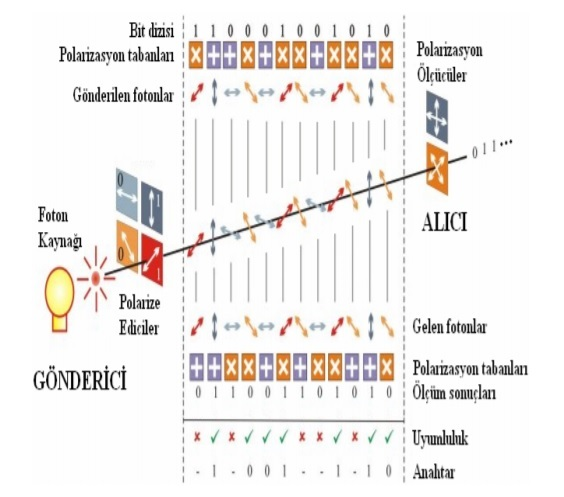 Bit dizisi 1 1 0 0 0 1 0 0 1 0 1 0
Polarizasyon tabanları
Gönderilen fotonlar
Polarizasyon
Ölçücüler
0 1 1 •••
ALICI
0 1
0 1
Foton
Kaynağı
Polarize
Ediciler
GÖNDERİCİ
Gelen fotonlar
Polarizasyon tabanları
0 1 1 0 0 1 1 0 1 0 1 0 Ölçüm sonuçları
✗ ✓ ✗ ✓ ✓ ✓ ✗ ✗ ✓ ✗ ✓ ✓ Uyumluluk
- 1 - 0 0 1 - - 1 - 1 0 Anahtar